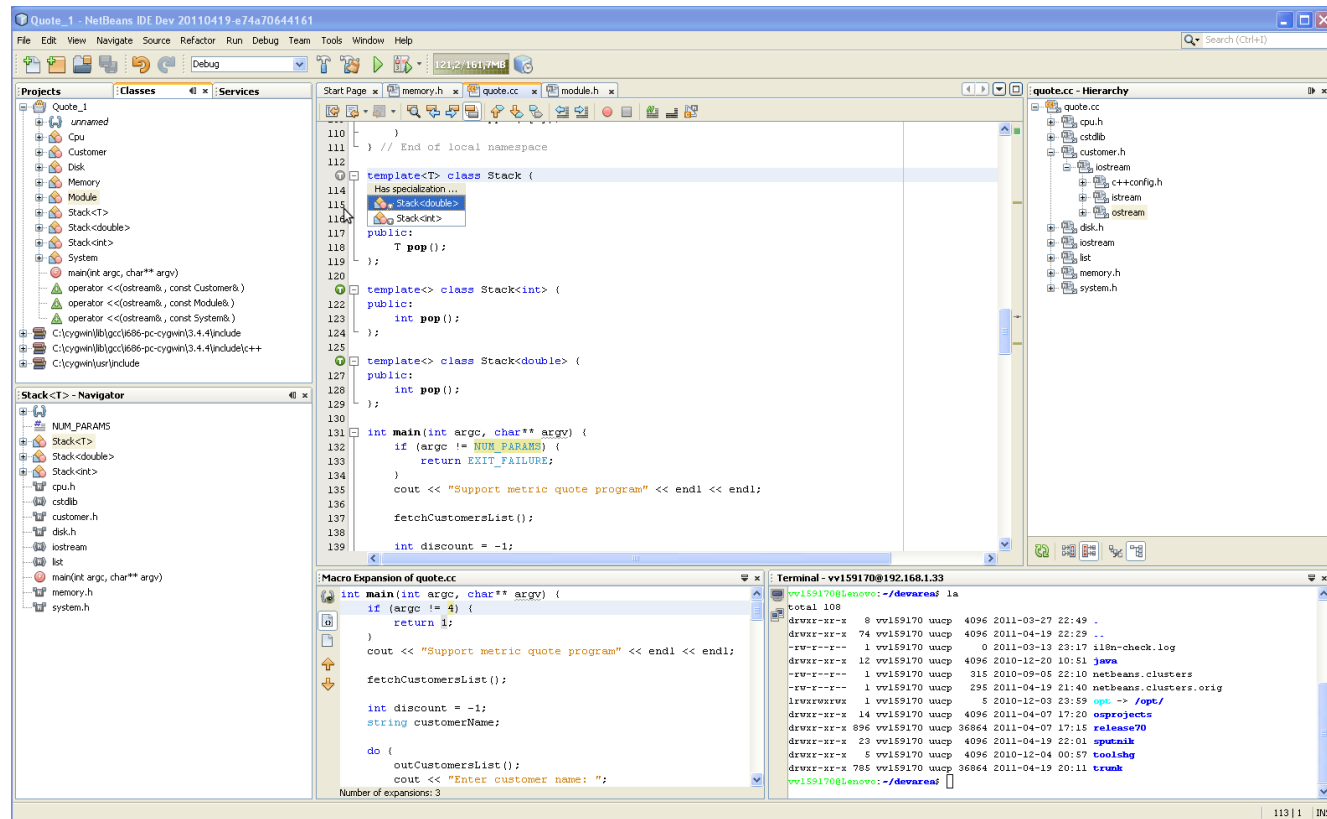 Quote_1 - NetBeans IDE Dev 20110419-e74a70644161
File Edit View Navigate Source Refactor Run Debug Team Tools Window Help
Search (Ctrl+I)
Debug
121,2/161,7MB
Projects Classes Services
Quote_1
unnamed
Cpu
Customer
Disk
Memory
Module
Stack<T>
Stack<double>
Stack<int>
System
main(int argc, char** argv)
operator <<(ostream& , const Customer& )
operator <<(ostream& , const Module& )
operator <<(ostream& , const System& )
C:\cygwin\lib\gcc\i686-pc-cygwin\3.4.4\include
C:\cygwin\lib\gcc\i686-pc-cygwin\3.4.4\include\c++
C:\cygwin\usr\include
Stack<T> - Navigator
NUM_PARAMS
Stack<T>
Stack<double>
Stack<int>
cpu.h
cstdlib
customer.h
disk.h
iostream
list
main(int argc, char** argv)
memory.h
system.h
Start Page memory.h quote.cc module.h
110 }
111 } // End of local namespace
112
template<T> class Stack {
114 Has specialization ...
115 Stack<double>
116 Stack<int>
117 public:
118 T pop();
119 };
120
template<> class Stack<int> {
122 public:
123 int pop();
124 };
125
template<> class Stack<double> {
127 public:
128 int pop();
129 };
130
131 int main(int argc, char** argv) {
132 if (argc != NUM_PARAMS) {
133 return EXIT_FAILURE;
134 }
135 cout << "Support metric quote program" << endl << endl;
136
137 fetchCustomersList();
138
139 int discount = -1;
quote.cc - Hierarchy
quote.cc
cpu.h
cstdlib
customer.h
iostream
c++config.h
istream
ostream
disk.h
iostream
list
memory.h
system.h
Macro Expansion of quote.cc
int main(int argc, char** argv) {
if (argc != 4) {
return 1;
}
cout << "Support metric quote program" << endl << endl;
fetchCustomersList();
int discount = -1;
string customerName;
do {
outCustomersList();
cout << "Enter customer name: ";
Number of expansions: 3
Terminal - vv159170@192.168.1.33
vv159170@Lenovo:~/devarea$ la
total 108
drwxr-xr-x 8 vv159170 uucp 4096 2011-03-27 22:49 .
drwxr-xr-x 74 vv159170 uucp 4096 2011-04-19 22:29 ..
-rw-r--r-- 1 vv159170 uucp 0 2011-03-13 23:17 i18n-check.log
drwxr-xr-x 12 vv159170 uucp 4096 2010-12-20 10:51 java
-rw-r--r-- 1 vv159170 uucp 315 2010-09-05 22:10 netbeans.clusters
-rw-r--r-- 1 vv159170 uucp 295 2011-04-19 21:40 netbeans.clusters.orig
lrwxrwxrwx 1 vv159170 uucp 5 2010-12-03 23:59 opt -> /opt/
drwxr-xr-x 14 vv159170 uucp 4096 2011-04-07 17:20 osprojects
drwxr-xr-x 896 vv159170 uucp 36864 2011-04-07 17:15 release70
drwxr-xr-x 23 vv159170 uucp 4096 2011-04-19 22:01 sputnik
drwxr-xr-x 5 vv159170 uucp 4096 2010-12-04 00:57 toolshg
drwxr-xr-x 785 vv159170 uucp 36864 2011-04-19 20:11 trunk
vv159170@Lenovo:~/devarea$
113 | 1 INS